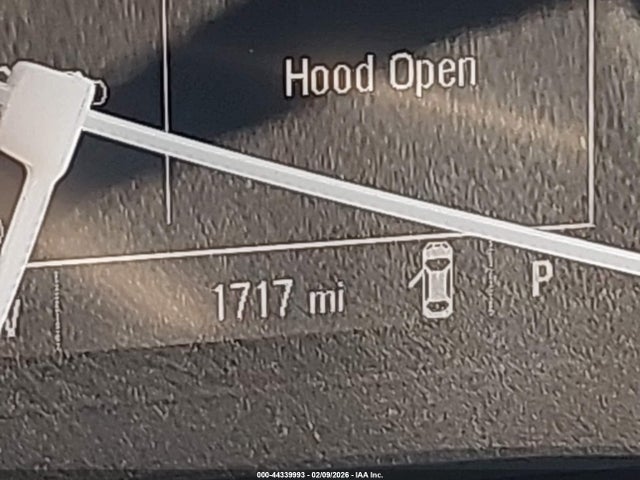 Hood Open
1717 mi
P
000-44339993 - 02/09/2026 - IAA Inc.